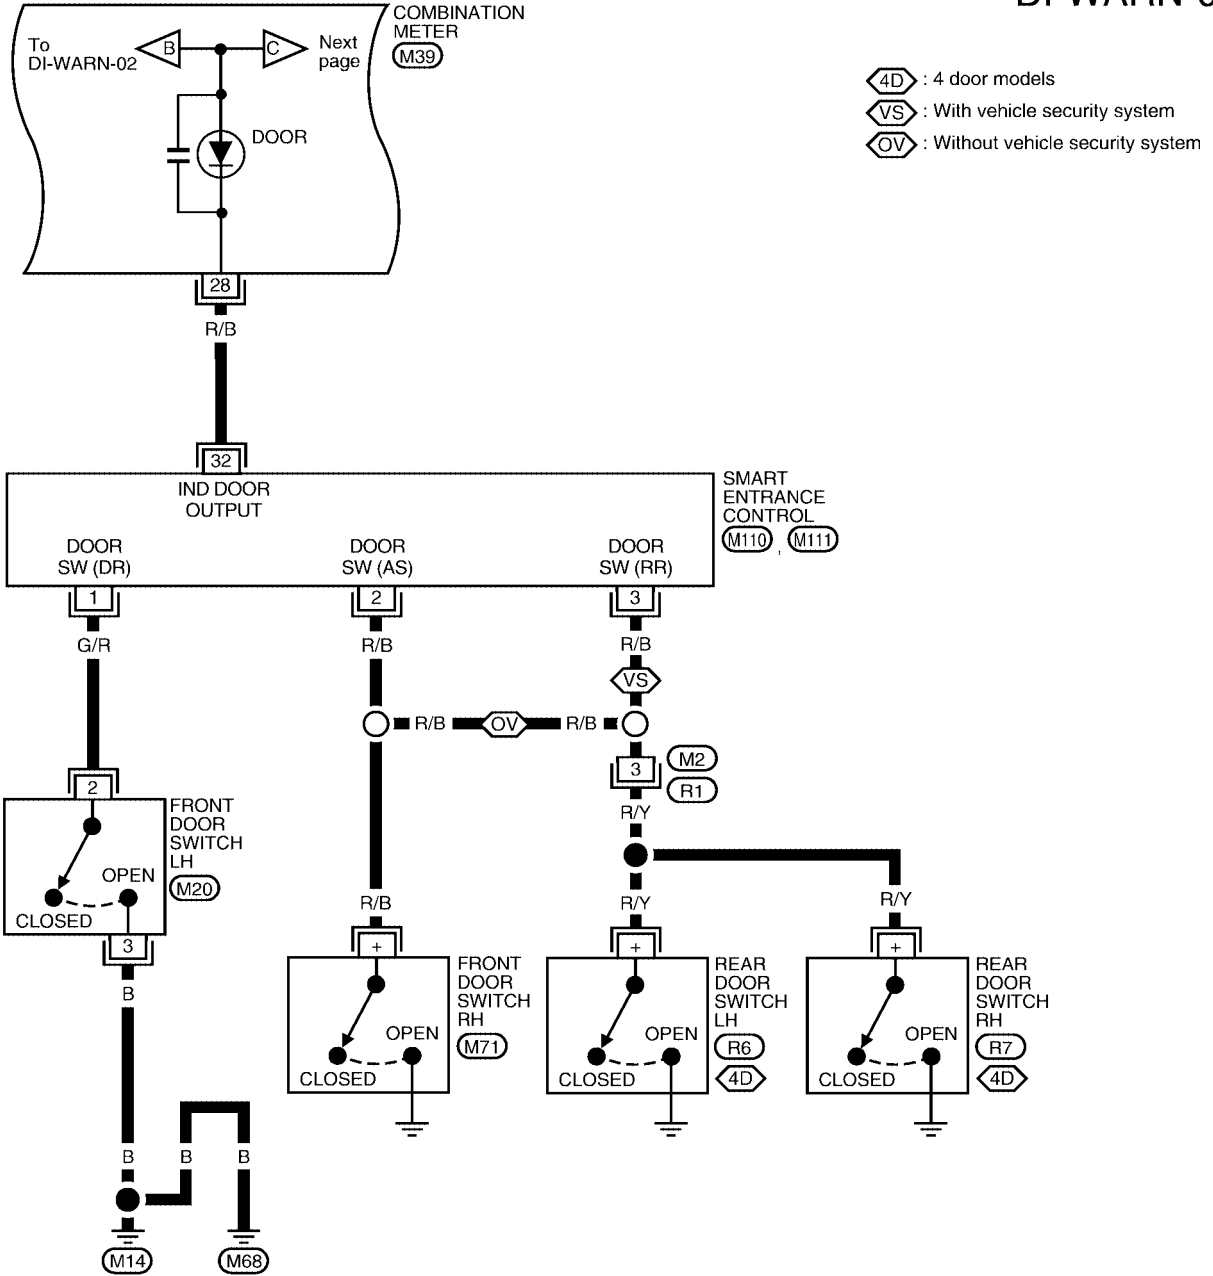 DI-WARN-0
COMBINATION
METER
M39
To
DI-WARN-02
B
C
Next
page
DOOR
4D : 4 door models
VS : With vehicle security system
OV : Without vehicle security system
28
R/B
32
IND DOOR
OUTPUT
SMART
ENTRANCE
CONTROL
M110 , M111
DOOR
SW (DR)
DOOR
SW (AS)
DOOR
SW (RR)
1
2
3
G/R
R/B
R/B
VS
R/B
OV
R/B
3
M2
R1
2
R/Y
FRONT
DOOR
SWITCH
LH
M20
OPEN
CLOSED
3
R/B
R/Y
R/Y
+
+
+
B
FRONT
DOOR
SWITCH
RH
M71
OPEN
CLOSED
REAR
DOOR
SWITCH
LH
R6
4D
OPEN
CLOSED
REAR
DOOR
SWITCH
RH
R7
4D
OPEN
CLOSED
B
B
B
M14
M68